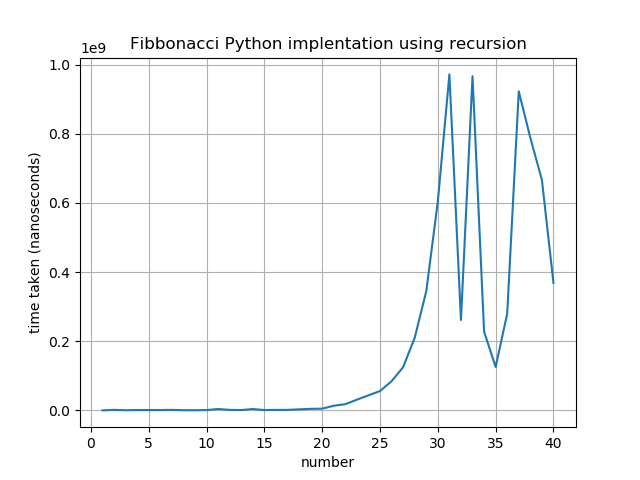 Fibbonacci Python implentation using recursion
1e9
1.0
0.8
0.6
0.4
0.2
0.0
time taken (nanoseconds)
0 5 10 15 20 25 30 35 40
number